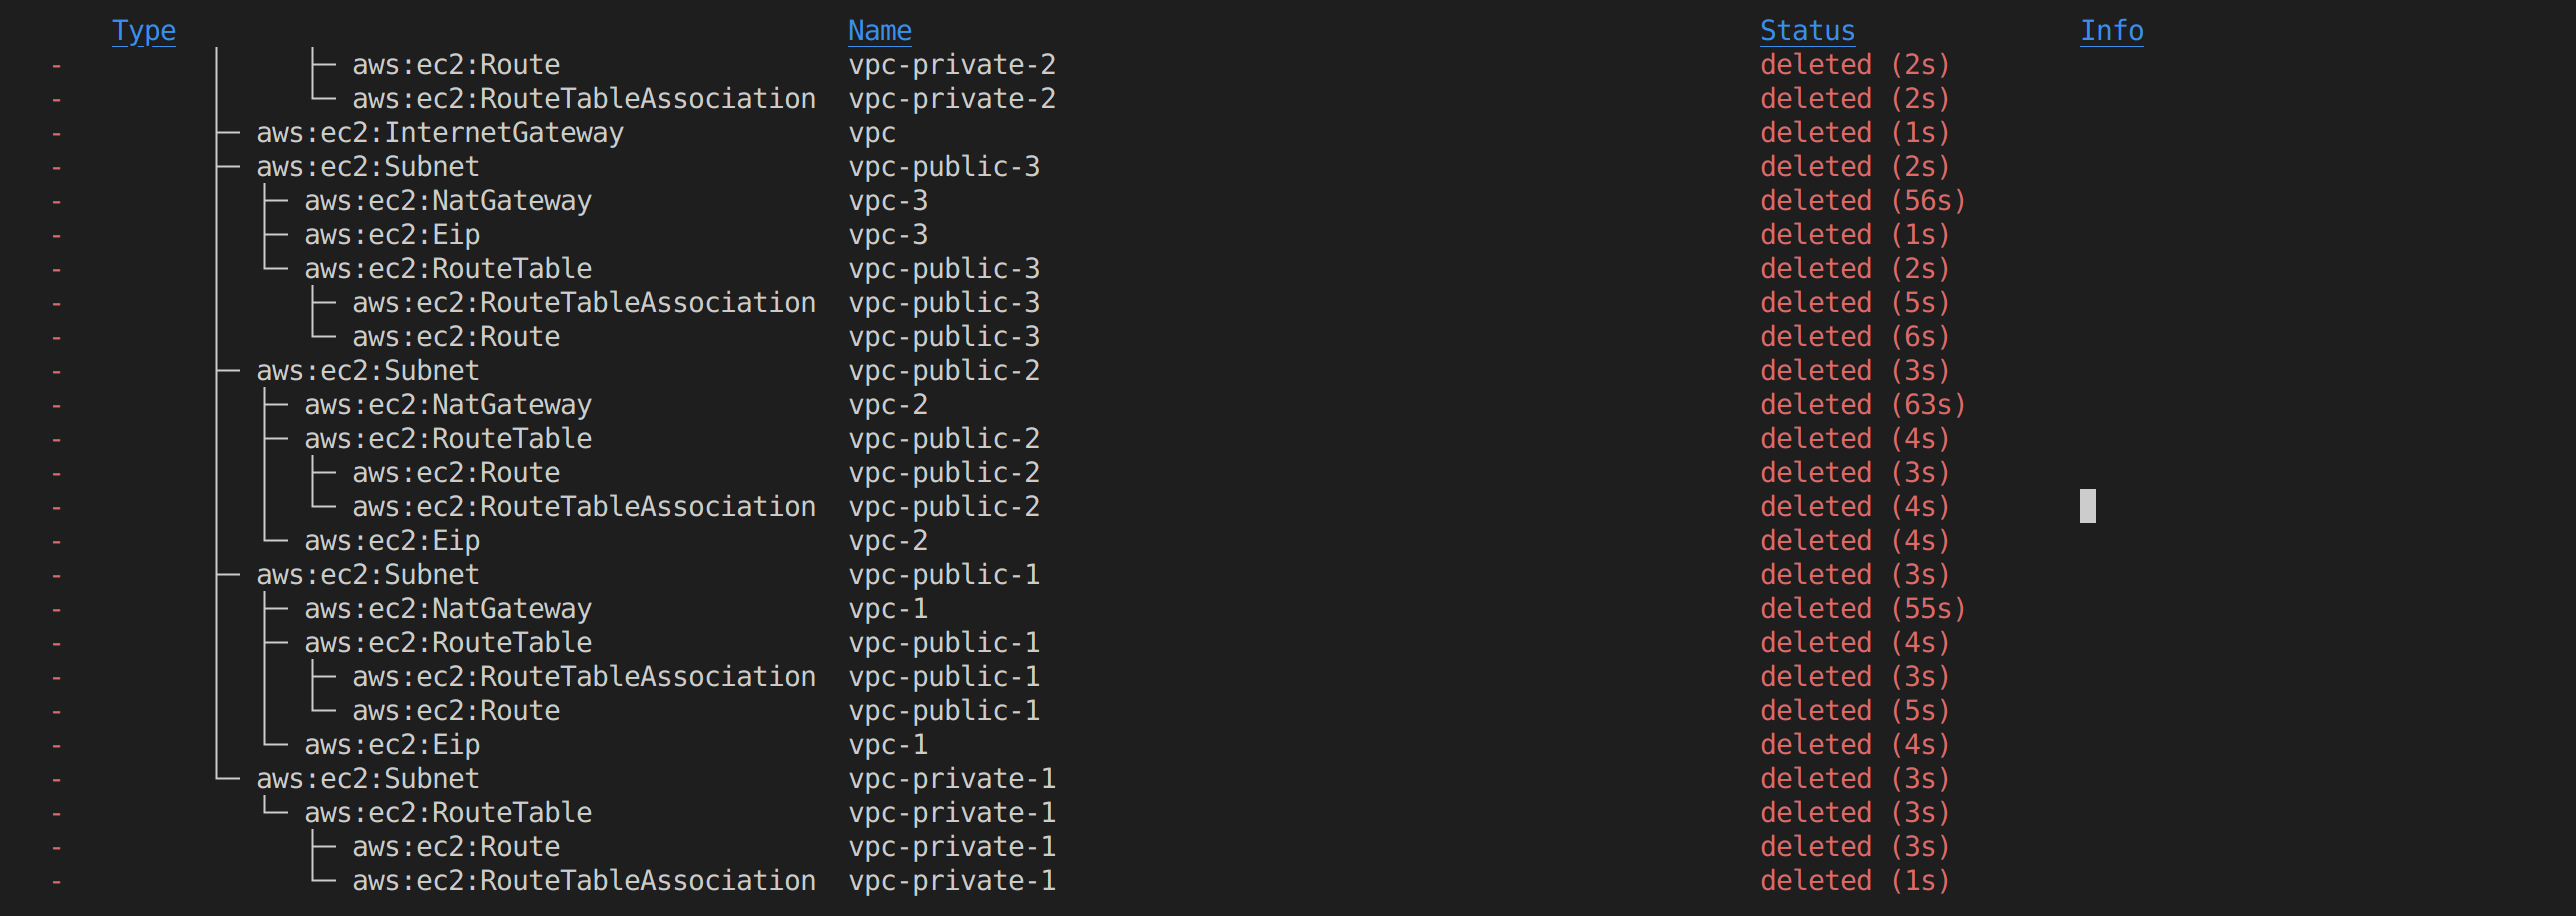 Type Name Status Info
- │     ├─ aws:ec2:Route vpc-private-2 deleted (2s)
- │     └─ aws:ec2:RouteTableAssociation vpc-private-2 deleted (2s)
- ├─ aws:ec2:InternetGateway vpc deleted (1s)
- ├─ aws:ec2:Subnet vpc-public-3 deleted (2s)
- │  ├─ aws:ec2:NatGateway vpc-3 deleted (56s)
- │  ├─ aws:ec2:Eip vpc-3 deleted (1s)
- │  └─ aws:ec2:RouteTable vpc-public-3 deleted (2s)
- │     ├─ aws:ec2:RouteTableAssociation vpc-public-3 deleted (5s)
- │     └─ aws:ec2:Route vpc-public-3 deleted (6s)
- ├─ aws:ec2:Subnet vpc-public-2 deleted (3s)
- │  ├─ aws:ec2:NatGateway vpc-2 deleted (63s)
- │  ├─ aws:ec2:RouteTable vpc-public-2 deleted (4s)
- │  │  ├─ aws:ec2:Route vpc-public-2 deleted (3s)
- │  │  └─ aws:ec2:RouteTableAssociation vpc-public-2 deleted (4s)
- │  └─ aws:ec2:Eip vpc-2 deleted (4s)
- ├─ aws:ec2:Subnet vpc-public-1 deleted (3s)
- │  ├─ aws:ec2:NatGateway vpc-1 deleted (55s)
- │  ├─ aws:ec2:RouteTable vpc-public-1 deleted (4s)
- │  │  ├─ aws:ec2:RouteTableAssociation vpc-public-1 deleted (3s)
- │  │  └─ aws:ec2:Route vpc-public-1 deleted (5s)
- │  └─ aws:ec2:Eip vpc-1 deleted (4s)
- └─ aws:ec2:Subnet vpc-private-1 deleted (3s)
-    └─ aws:ec2:RouteTable vpc-private-1 deleted (3s)
-       ├─ aws:ec2:Route vpc-private-1 deleted (3s)
-       └─ aws:ec2:RouteTableAssociation vpc-private-1 deleted (1s)